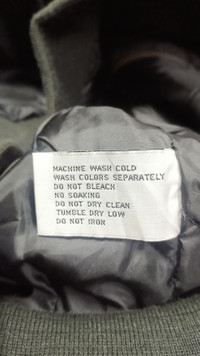 MACHINE WASH COLD
WASH COLORS SEPARATELY
DO NOT BLEACH
NO SOAKING
DO NOT DRY CLEAN
TUMBLE DRY LOW
DO NOT IRON